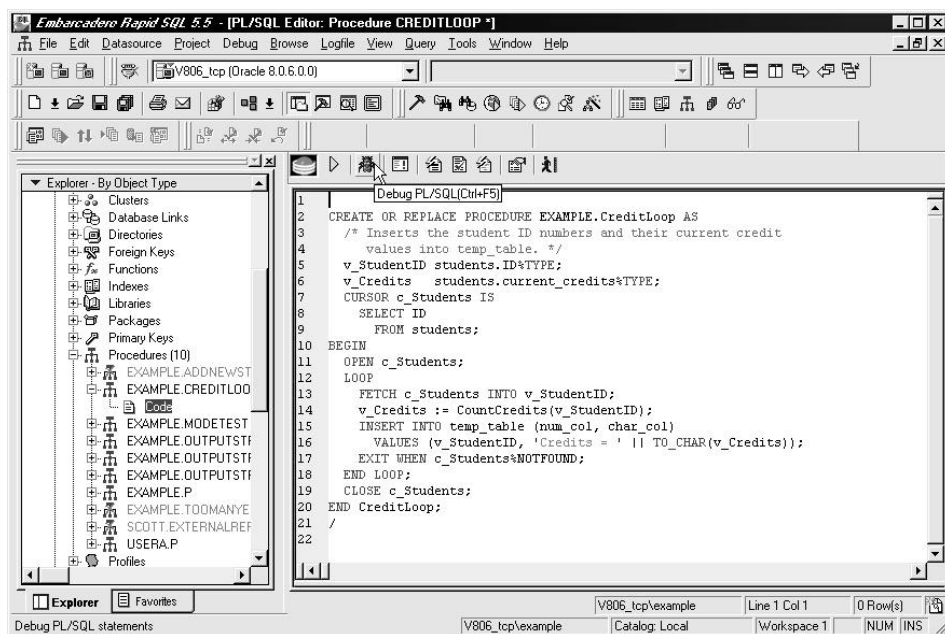 Embarcadero Rapid SQL 5.5 - [PL/SQL Editor: Procedure CREDITLOOP *]
File Edit Datasource Project Debug Browse Logfile View Query Tools Window Help
V806_tcp (Oracle 8.0.6.0.0)
Debug PL/SQL(Ctrl+F5)
Explorer - By Object Type
Clusters
Database Links
Directories
Foreign Keys
Functions
Indexes
Libraries
Packages
Primary Keys
Procedures (10)
EXAMPLE.ADDNEWST
EXAMPLE.CREDITLOO
Code
EXAMPLE.MODETEST
EXAMPLE.OUTPUTSTF
EXAMPLE.OUTPUTSTF
EXAMPLE.OUTPUTSTF
EXAMPLE.P
EXAMPLE.TOOMANYE
SCOTT.EXTERNALREF
USERA.P
Profiles
Explorer Favorites
1
2 CREATE OR REPLACE PROCEDURE EXAMPLE.CreditLoop AS
3 /* Inserts the student ID numbers and their current credit
4 values into temp_table. */
5 v_StudentID students.ID%TYPE;
6 v_Credits students.current_credits%TYPE;
7 CURSOR c_Students IS
8 SELECT ID
9 FROM students;
10 BEGIN
11 OPEN c_Students;
12 LOOP
13 FETCH c_Students INTO v_StudentID;
14 v_Credits := CountCredits(v_StudentID);
15 INSERT INTO temp_table (num_col, char_col)
16 VALUES (v_StudentID, 'Credits = ' || TO_CHAR(v_Credits));
17 EXIT WHEN c_Students%NOTFOUND;
18 END LOOP;
19 CLOSE c_Students;
20 END CreditLoop;
21 /
22
V806_tcp\example Line 1 Col 1 0 Row(s)
Debug PL/SQL statements V806_tcp\example Catalog: Local Workspace 1 NUM INS